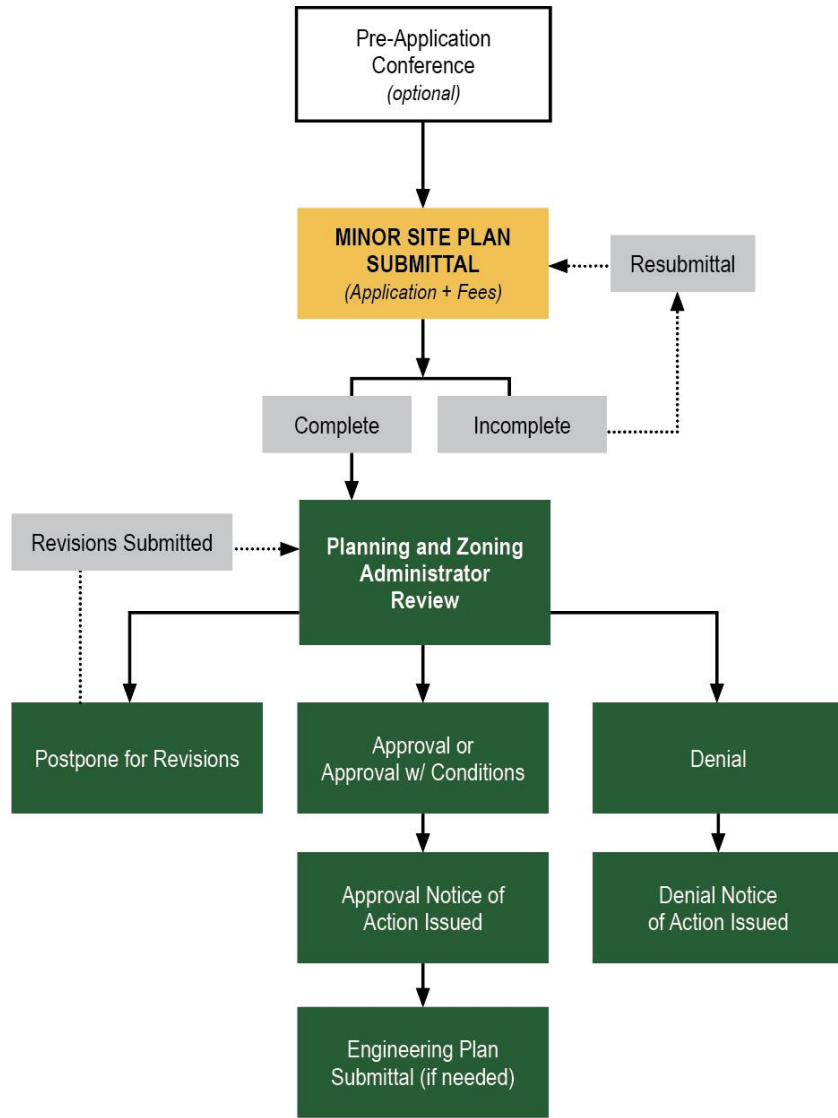 Pre-Application
Conference
(optional)
MINOR SITE PLAN
SUBMITTAL
(Application + Fees)
Resubmittal
Complete
Incomplete
Revisions Submitted
Planning and Zoning
Administrator
Review
Postpone for Revisions
Approval or
Approval w/ Conditions
Denial
Approval Notice of
Action Issued
Denial Notice
of Action Issued
Engineering Plan
Submittal (if needed)